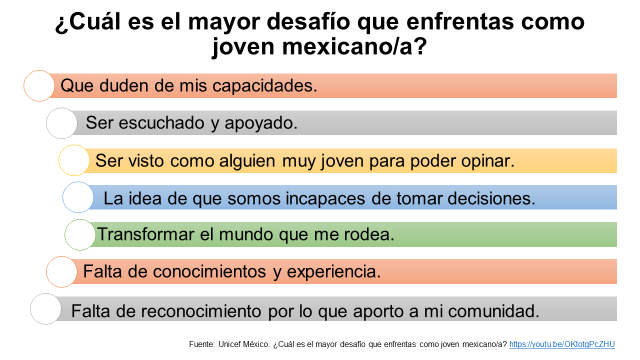 ¿Cuál es el mayor desafío que enfrentas como
joven mexicano/a?
Que duden de mis capacidades.
Ser escuchado y apoyado.
Ser visto como alguien muy joven para poder opinar.
La idea de que somos incapaces de tomar decisiones.
Transformar el mundo que me rodea.
Falta de conocimientos y experiencia.
Falta de reconocimiento por lo que aporto a mi comunidad.
Fuente: Unicef México. ¿Cuál es el mayor desafío que enfrentas como joven mexicano/a? https://youtu.be/OKtotgPcZHU